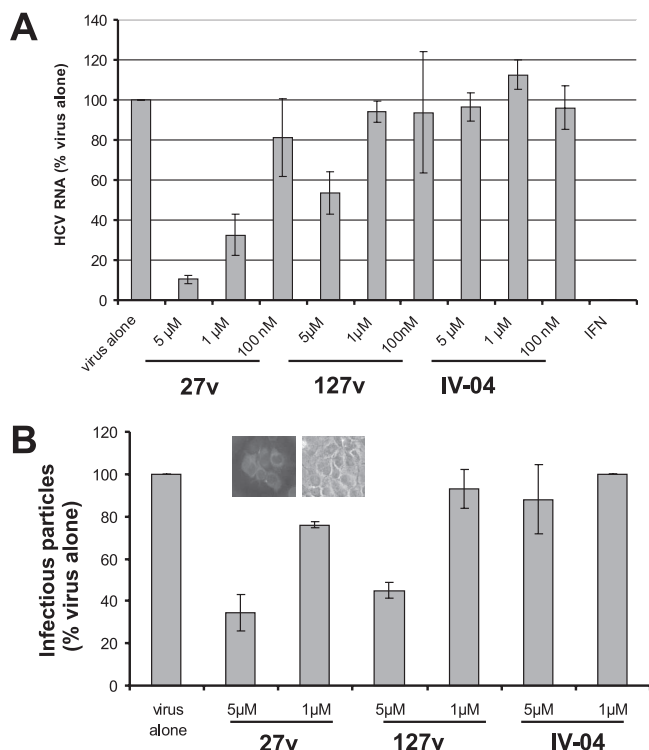 A
HCV RNA (% virus alone)
140
120
100
80
60
40
20
0
virus alone
5 µM
1 µM
100 nM
5µM
1µM
100nM
5 µM
1 µM
100 nM
IFN
27v
127v
IV-04
B
Infectious particles
(% virus alone)
120
100
80
60
40
20
0
virus
alone
5µM
1µM
5µM
1µM
5µM
1µM
27v
127v
IV-04